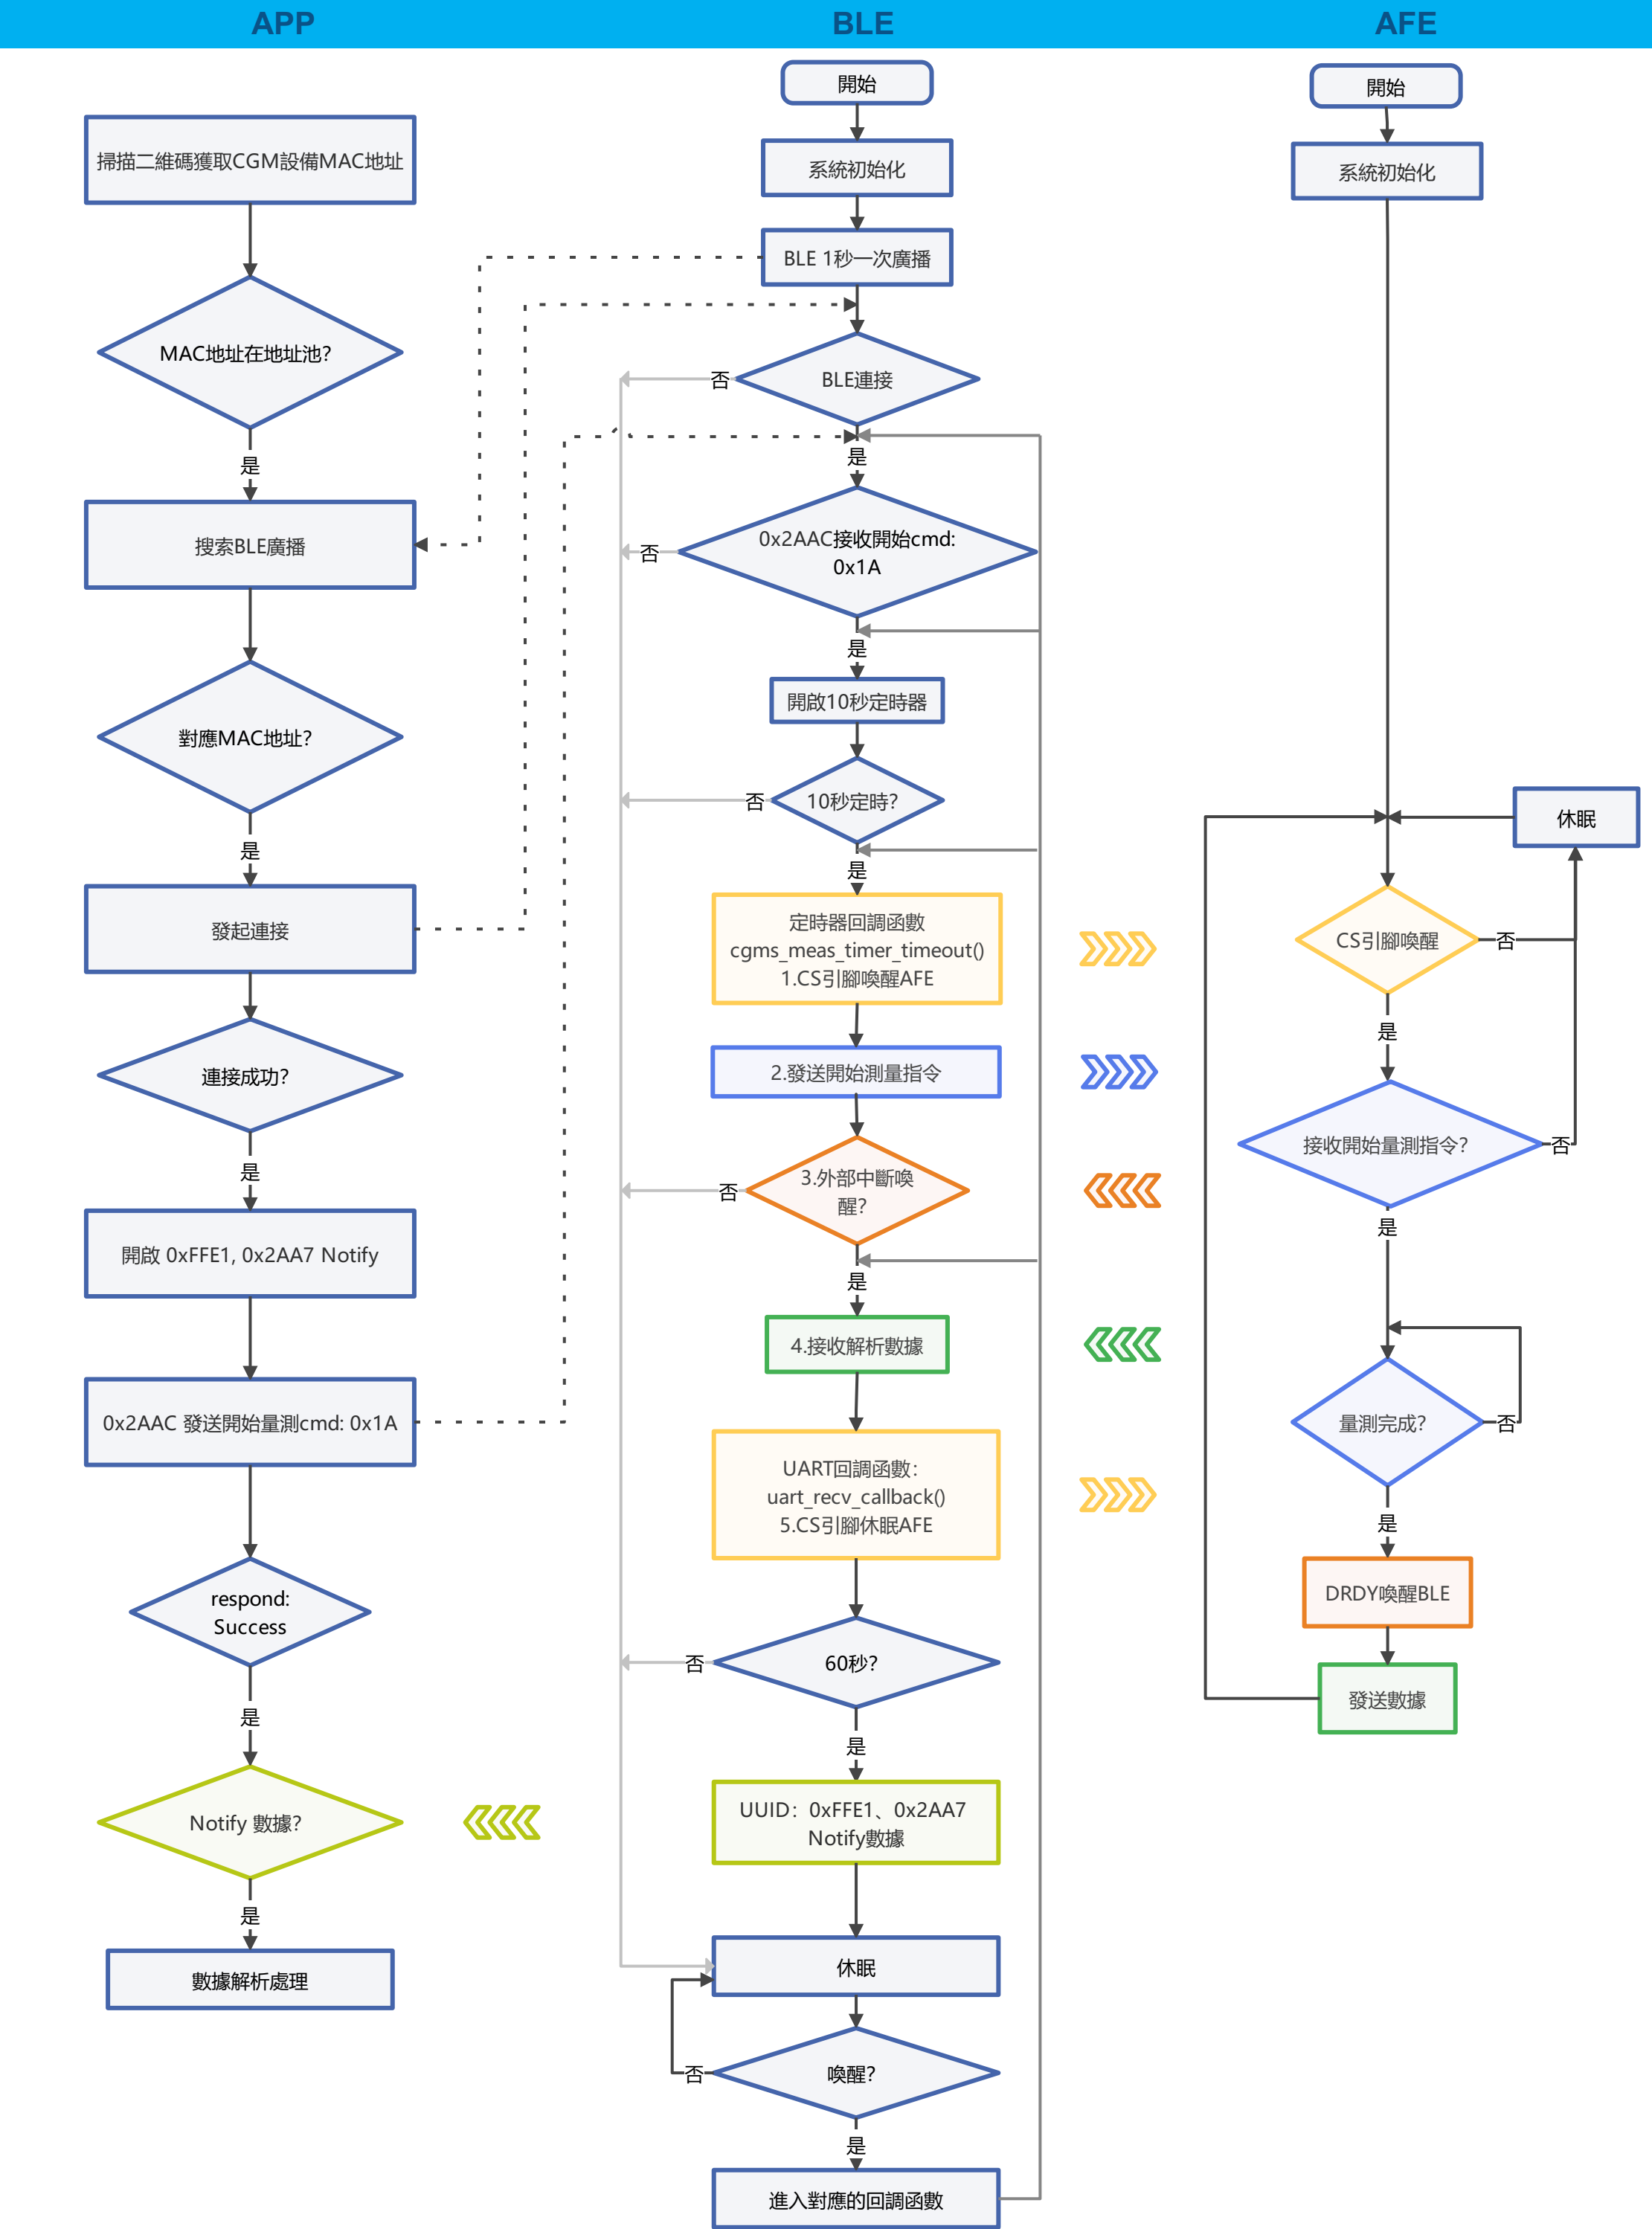 APP
BLE
AFE
掃描二維碼獲取CGM設備MAC地址
MAC地址在地址池?
是
搜索BLE廣播
對應MAC地址?
是
發起連接
連接成功?
是
開啟 0xFFE1, 0x2AA7 Notify
0x2AAC 發送開始量測cmd: 0x1A
respond:
Success
是
Notify 數據?
是
數據解析處理
開始
系統初始化
BLE 1秒一次廣播
BLE連接
否
是
0x2AAC接收開始cmd:
0x1A
否
是
開啟10秒定時器
10秒定時?
否
是
定時器回調函數
cgms_meas_timer_timeout()
1.CS引腳喚醒AFE
2.發送開始測量指令
3.外部中斷喚
醒?
否
是
4.接收解析數據
UART回調函數：
uart_recv_callback()
5.CS引腳休眠AFE
60秒?
否
是
UUID：0xFFE1、0x2AA7
Notify數據
休眠
喚醒?
否
是
進入對應的回調函數
開始
系統初始化
休眠
CS引腳喚醒
否
是
接收開始量測指令?
否
是
量測完成?
否
是
DRDY喚醒BLE
發送數據